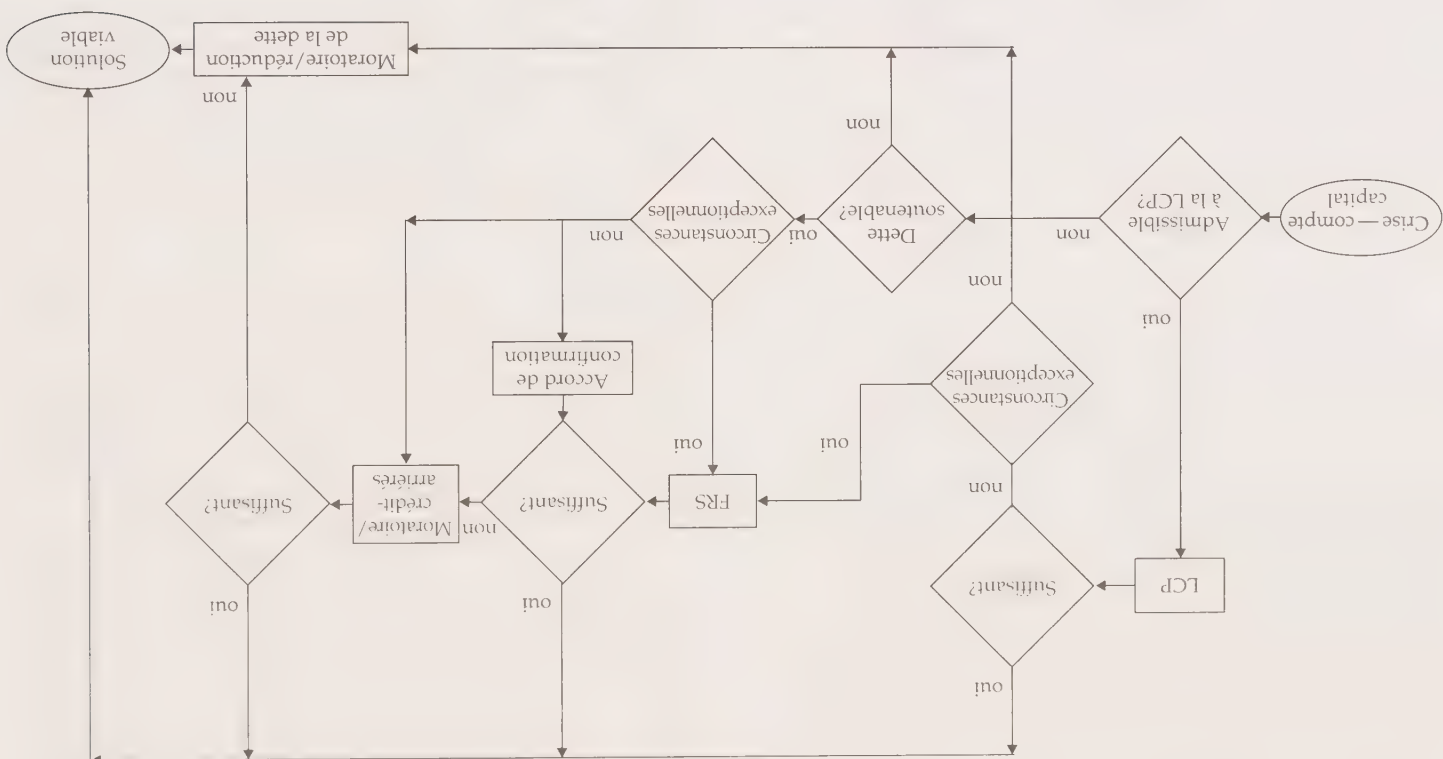 oui
LCP
Suffisant?
oui
oui
FRS
Suffisant?
non
Moratoire/
crédit-
arriérés
Suffisant?
non
oui
oui
Circonstances
exceptionnelles
Accord de
confirmation
oui
non
Crise—compte
capital
Admissible
à la LCP?
non
Dette
soutenable?
oui
Circonstances
exceptionnelles
non
non
non
Moratoire/réduction
de la dette
Solution
viable